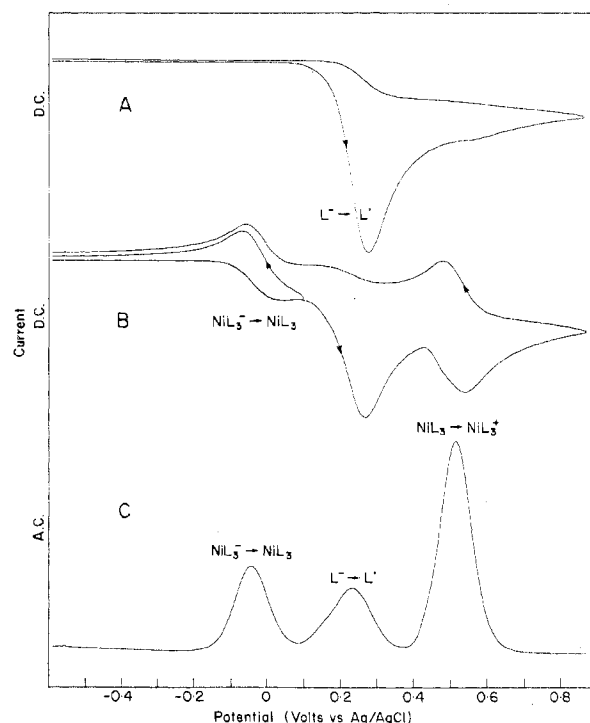 D.C.
A
L⁻ → L˙
D.C.
B
NiL₃⁻ → NiL₃
NiL₃ → NiL₃⁺
Current
A.C.
C
NiL₃⁻ → NiL₃
L⁻ → L˙
-0·4 -0·2 0 0·2 0·4 0·6 0·8
Potential (Volts vs Ag/AgCl)